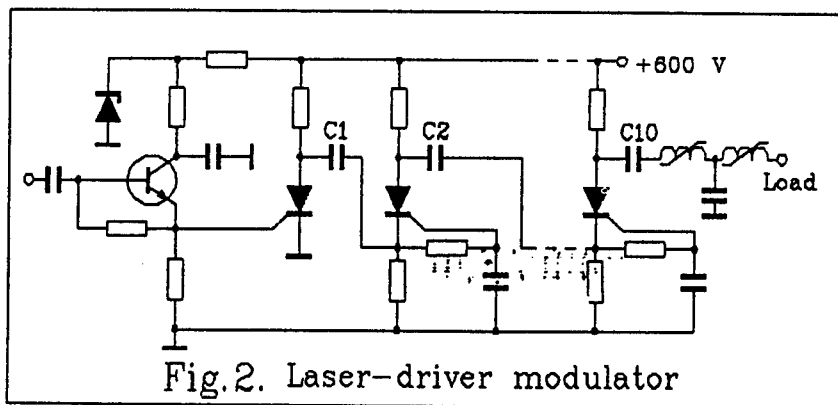 +600 V
C1
C2
C10
Load
Fig.2. Laser-driver modulator